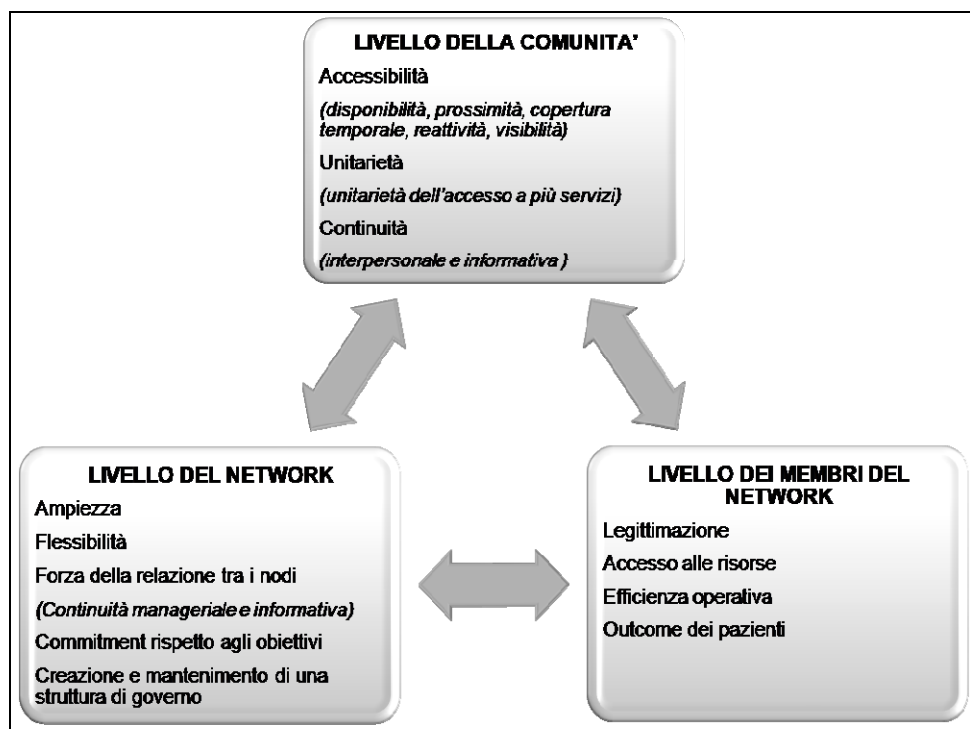 LIVELLO DELLA COMUNITA'
Accessibilità
(disponibilità, prossimità, copertura
temporale, reattività, visibilità)
Unitarietà
(unitarietà dell'accesso a più servizi)
Continuità
(interpersonale e informativa )
LIVELLO DEL NETWORK
Ampiezza
Flessibilità
Forza della relazione tra i nodi
(Continuità manageriale e informativa)
Commitment rispetto agli obiettivi
Creazione e mantenimento di una
struttura di governo
LIVELLO DEI MEMBRI DEL
NETWORK
Legittimazione
Accesso alle risorse
Efficienza operativa
Outcome dei pazienti